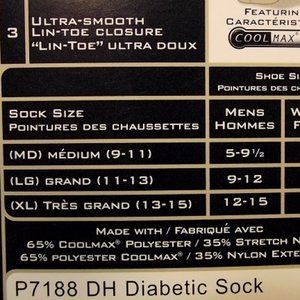 FEATURIN
CARACTÉRIST
3
ULTRA-SMOOTH
LIN-TOE CLOSURE
"LIN-TOE" ULTRA DOUX
COOLMAX
SHOE SIZ
POINTURES DES CH
SOCK SIZE
POINTURES DES CHAUSSETTES
MENS
HOMMES
W
(MD) MÉDIUM (9-11)
5-9½
(LG) GRAND (11-13)
9-12
(XL) TRÈS GRAND (13-15)
12-15
MADE WITH / FABRIQUÉ AVEC
65% COOLMAX® POLYESTER / 35% STRETCH N
65% POLYESTER COOLMAX® / 35% NYLON EXTE
P7188 DH Diabetic Sock